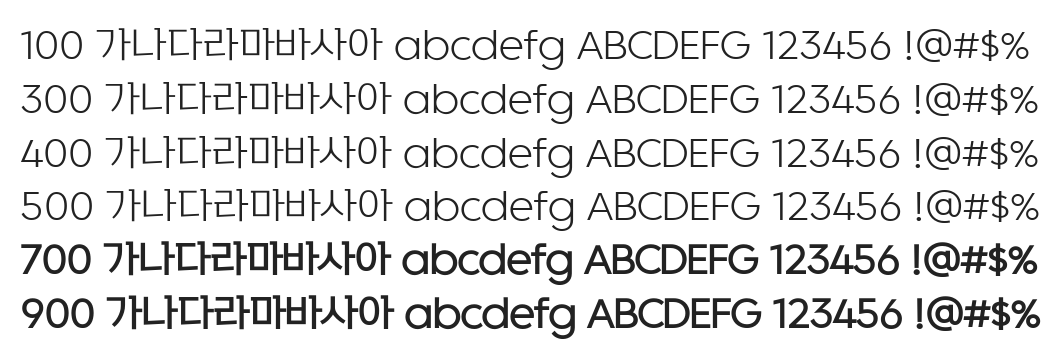 100 가나다라마바사아 abcdefg ABCDEFG 123456 !@#$%
300 가나다라마바사아 abcdefg ABCDEFG 123456 !@#$%
400 가나다라마바사아 abcdefg ABCDEFG 123456 !@#$%
500 가나다라마바사아 abcdefg ABCDEFG 123456 !@#$%
700 가나다라마바사아 abcdefg ABCDEFG 123456 !@#$%
900 가나다라마바사아 abcdefg ABCDEFG 123456 !@#$%